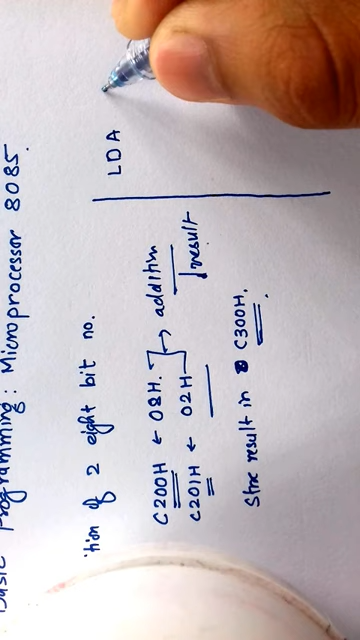 Basic Programming: Microprocessor 8085.
tion of 2 eight bit no.
C200H ← 08H. → addition
C201H ← 02H result
Store result in C300H.
LDA